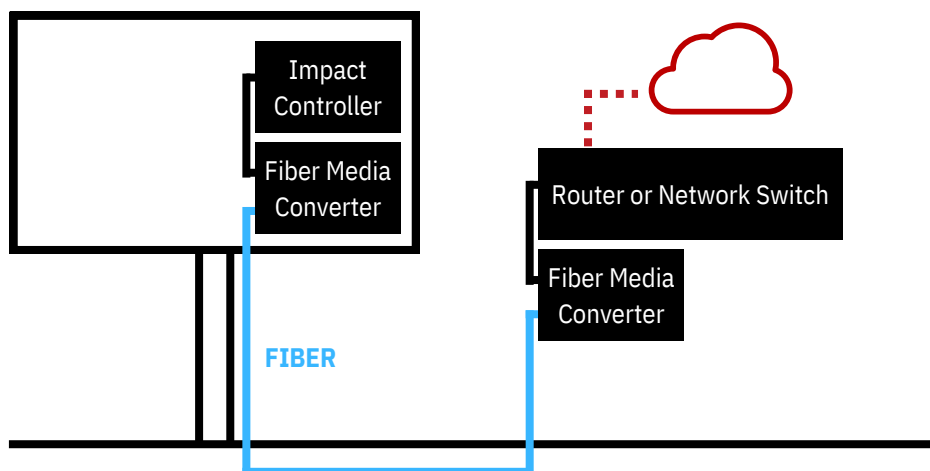 Impact
Controller
Fiber Media
Converter
Router or Network Switch
Fiber Media
Converter
FIBER